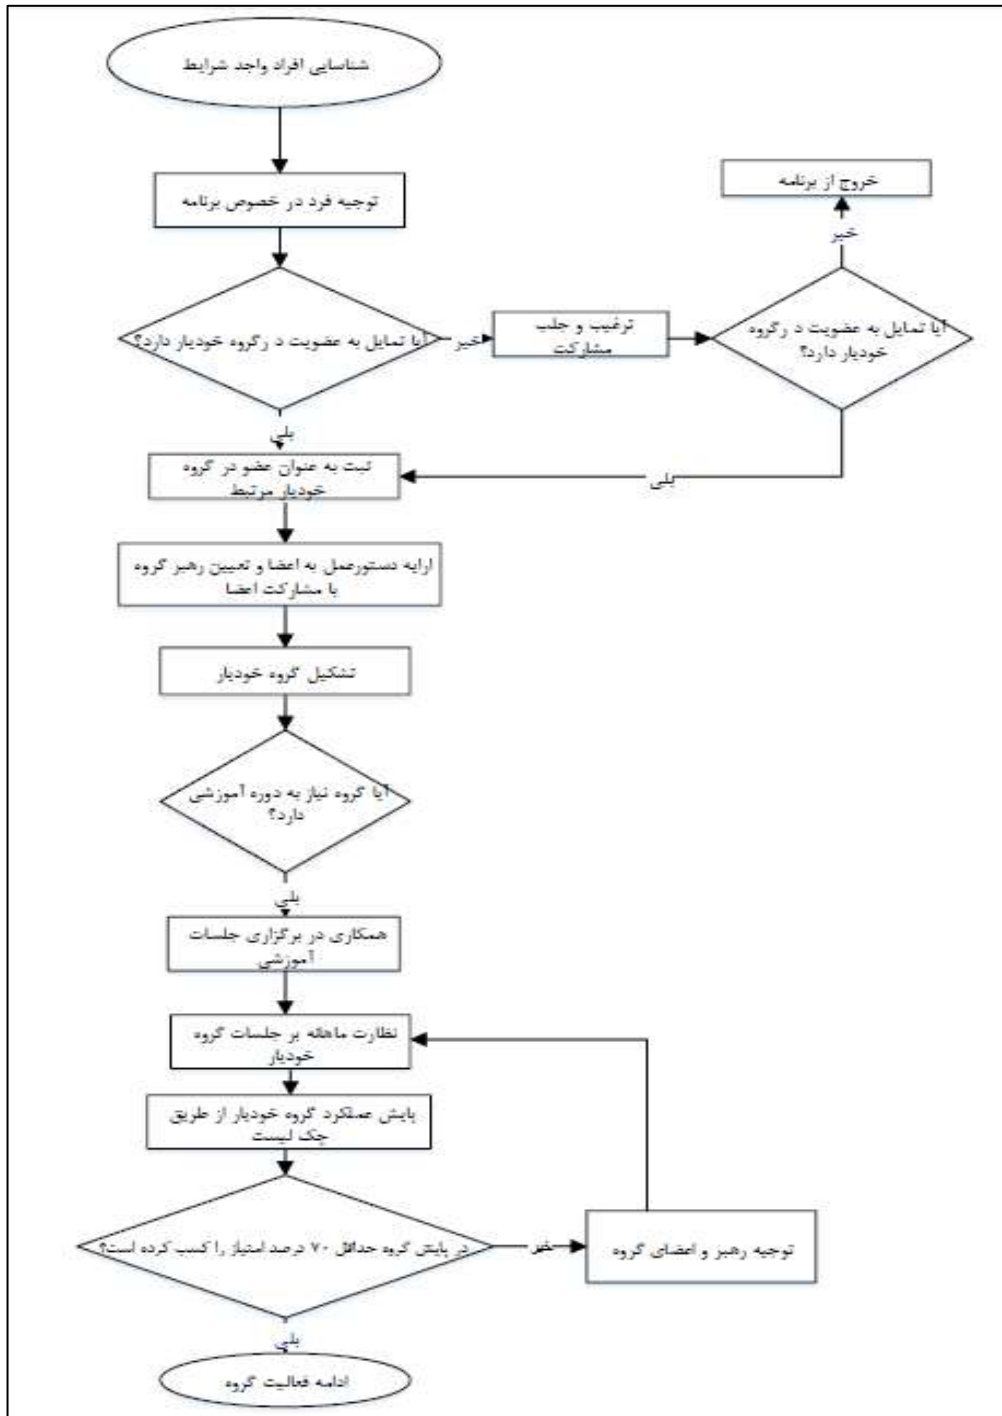 شناسایی افراد واجد شرایط
توجیه فرد در خصوص برنامه
خروج از برنامه
خیر
آیا تمایل به عضویت د رگروه خودیار دارد؟
خیر
ترغیب و جلب
مشارکت
آیا تمایل به عضویت د رگروه
خودیار دارد؟
بلی
بلی
ثبت به عنوان عضو در گروه
خودیار مرتبط
ارایه دستورعمل به اعضا و تعیین رهبر گروه
با مشارکت اعضا
تشکیل گروه خودیار
آیا گروه نیاز به دوره آموزشی
دارد؟
بلی
همکاری در برگزاری جلسات
آموزشی
نظارت ماهانه بر جلسات گروه
خودیار
پایش عملکرد گروه خودیار از طریق
چک لیست
در پایش گروه حداقل ۷۰ درصد امتیاز را کسب کرده است؟
خیر
توجیه رهبر و اعضای گروه
بلی
ادامه فعالیت گروه